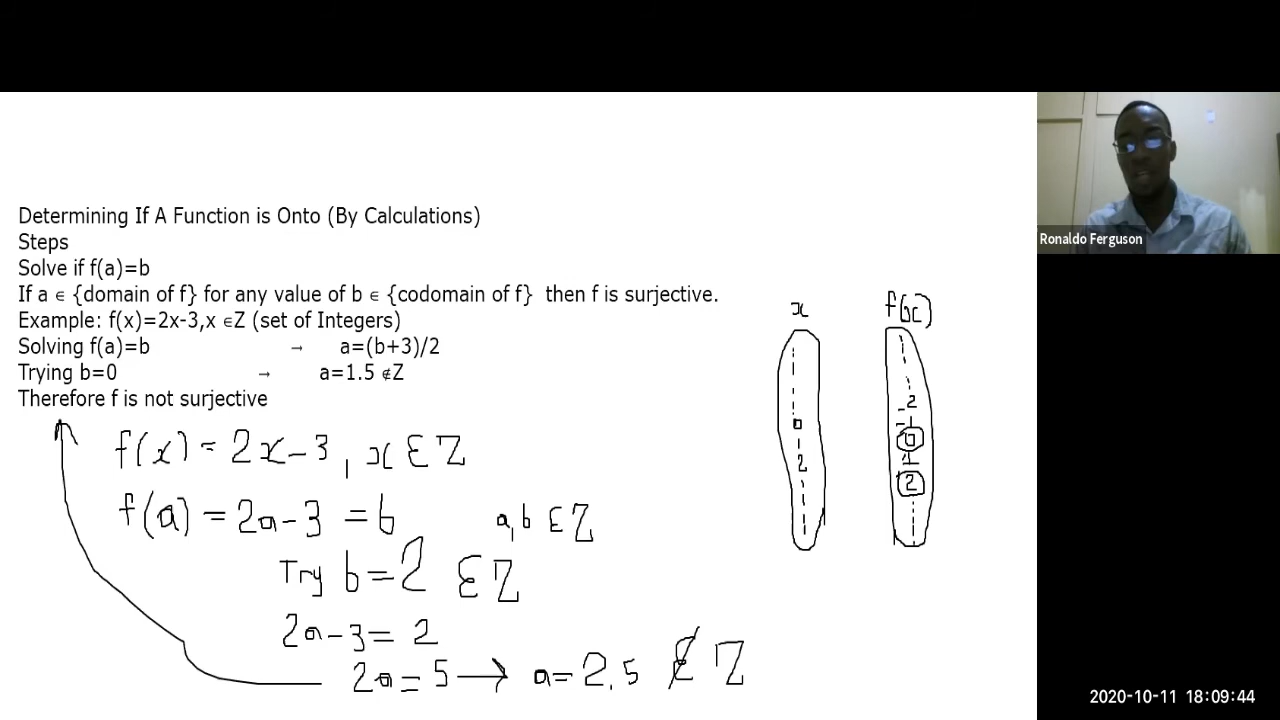 Determining If A Function is Onto (By Calculations)
Steps
Solve if f(a)=b
If a ∈ {domain of f} for any value of b ∈ {codomain of f} then f is surjective.
Example: f(x)=2x-3,x ∈Z (set of Integers)
Solving f(a)=b → a=(b+3)/2
Trying b=0 → a=1.5 ∉Z
Therefore f is not surjective
f(x) = 2x-3, x ∈ Z
f(a) = 2a-3 = b a,b ∈ Z
Try b=2 ∈ Z
2a-3= 2
2a= 5 → a= 2.5 ∉ Z
x f(x)
0
2
-2
-1
0
1
2
Ronaldo Ferguson
2020-10-11 18:09:44